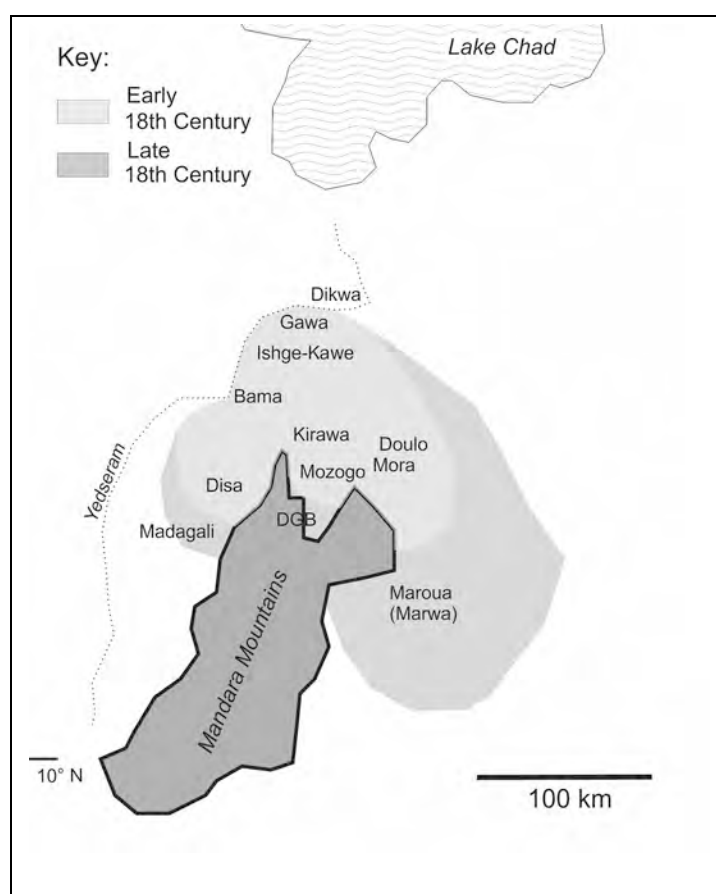 Lake Chad
Key:
Early
18th Century
Late
18th Century
Dikwa
Gawa
Ishge-Kawe
Bama
Kirawa
Doulo
Mozogo
Mora
Disa
Yedseram
DGB
Madagali
Mandara Mountains
Maroua
(Marwa)
10° N
100 km